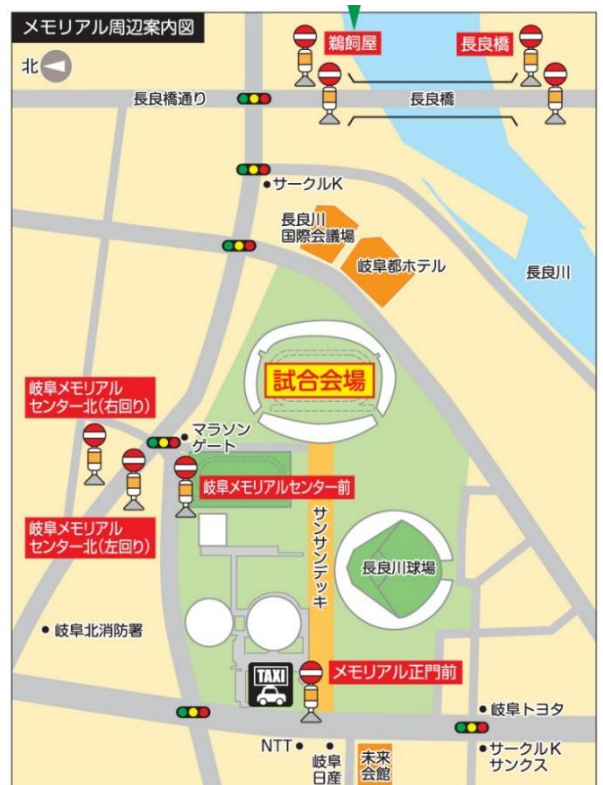 メモリアル周辺案内図
北
鵜飼屋
長良橋
長良橋通り
長良橋
サークルK
長良川
国際会議場
岐阜都ホテル
長良川
試合会場
岐阜メモリアル
センター北(右回り)
マラソン
ゲート
岐阜メモリアルセンター前
岐阜メモリアル
センター北(左回り)
サンサンデッキ
長良川球場
岐阜北消防署
TAXI
メモリアル正門前
岐阜トヨタ
NTT
岐阜
日産
未来
会館
サークルK
サンクス